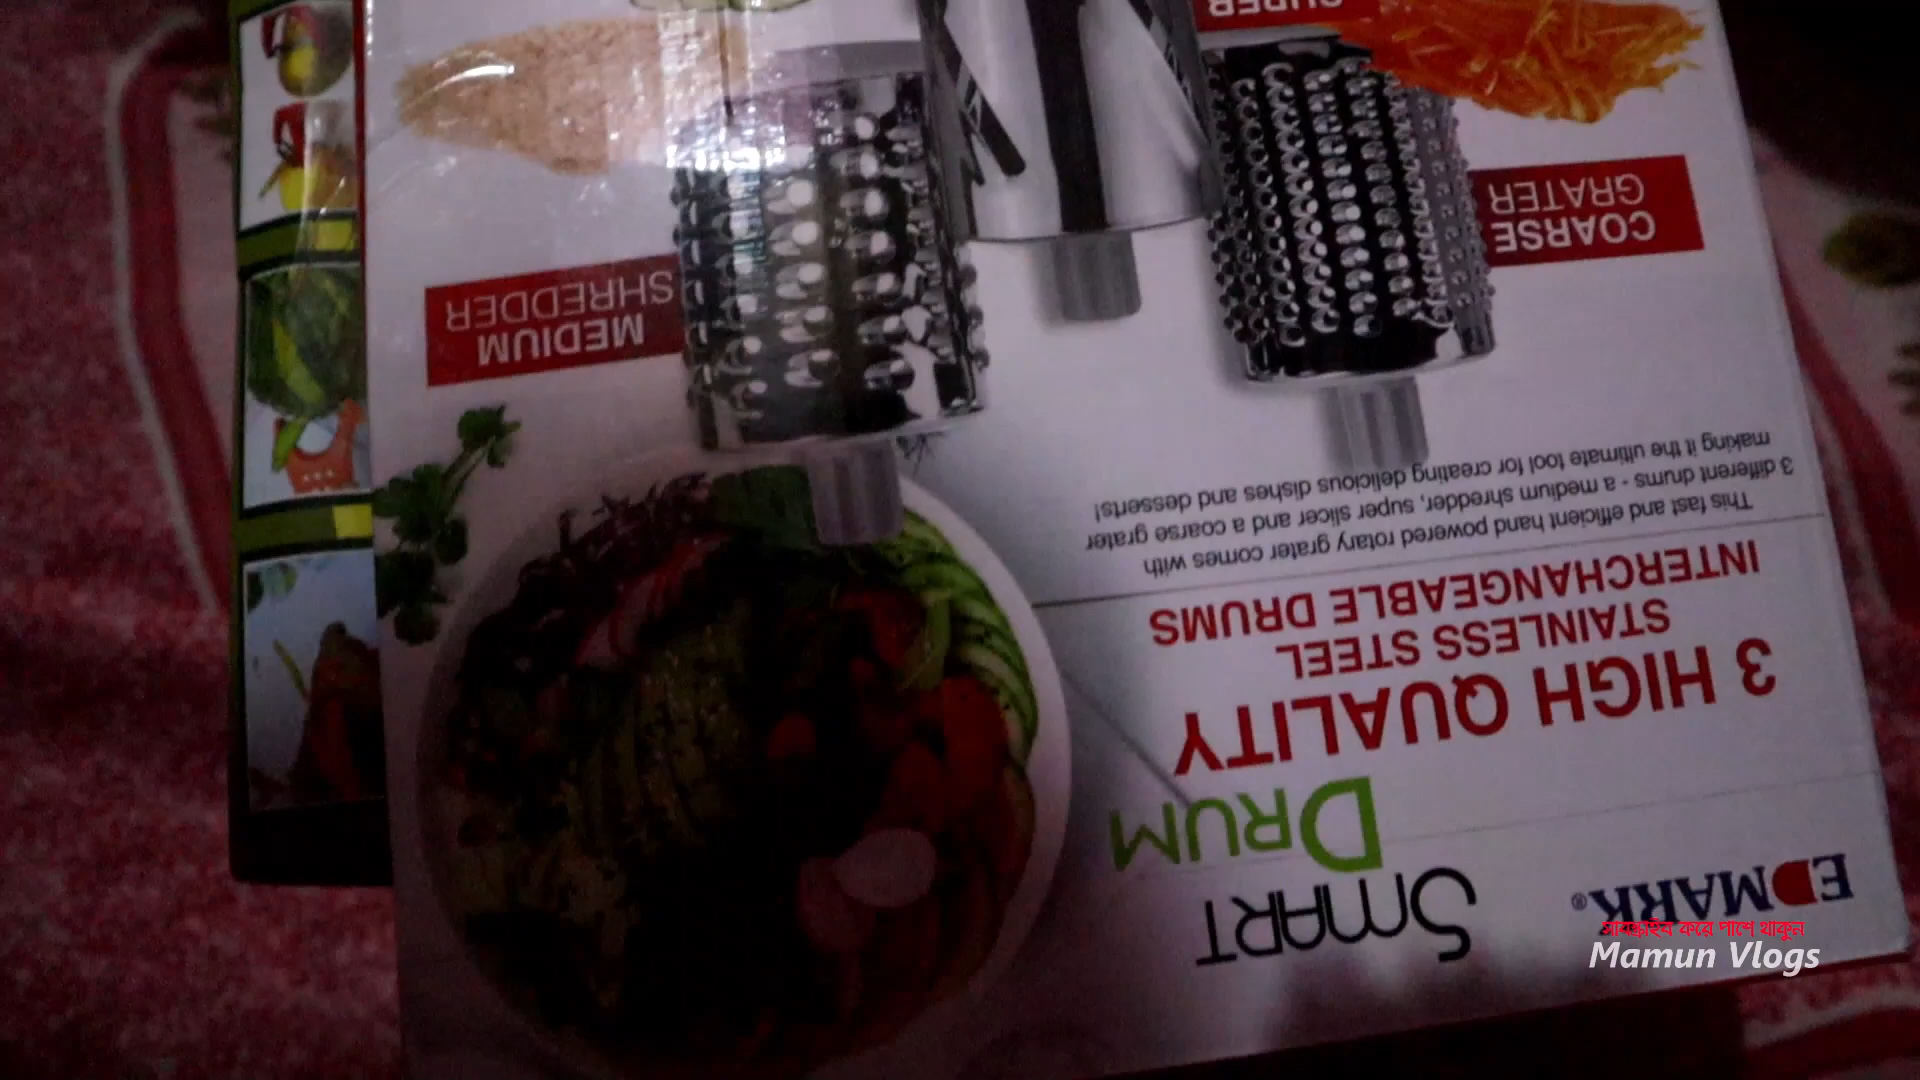 EDMARK®
SMART
DRUM
3 HIGH QUALITY
STAINLESS STEEL
INTERCHANGEABLE DRUMS
This fast and efficient hand powered rotary grater comes with
3 different drums - a medium shredder, super slicer and a coarse grater
making it the ultimate tool for creating delicious dishes and desserts!
COARSE
GRATER
MEDIUM
SHREDDER
SUPER
সাবস্ক্রাইব করে পাশে থাকুন
Mamun Vlogs